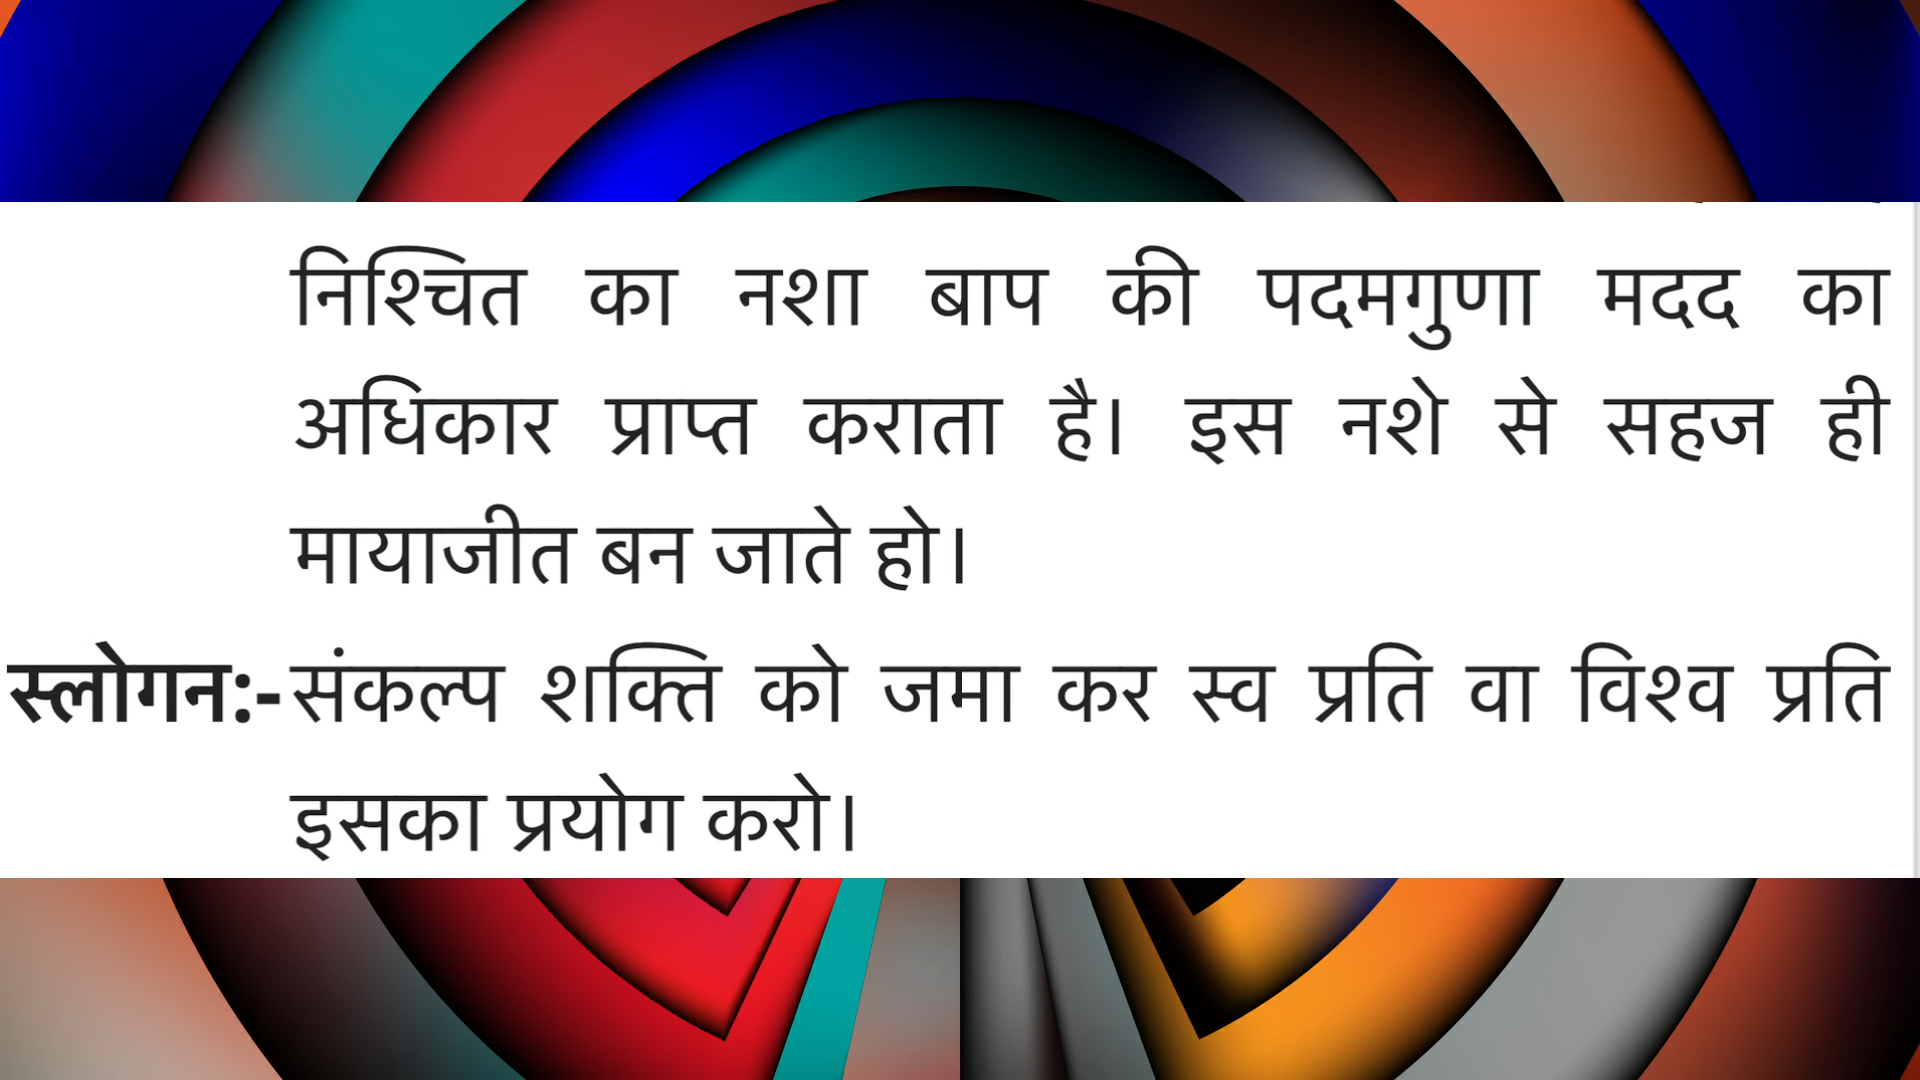 निश्चित का नशा बाप की पदमगुणा मदद का
अधिकार प्राप्त कराता है। इस नशे से सहज ही
मायाजीत बन जाते हो।
स्लोगन:- संकल्प शक्ति को जमा कर स्व प्रति वा विश्व प्रति
इसका प्रयोग करो।